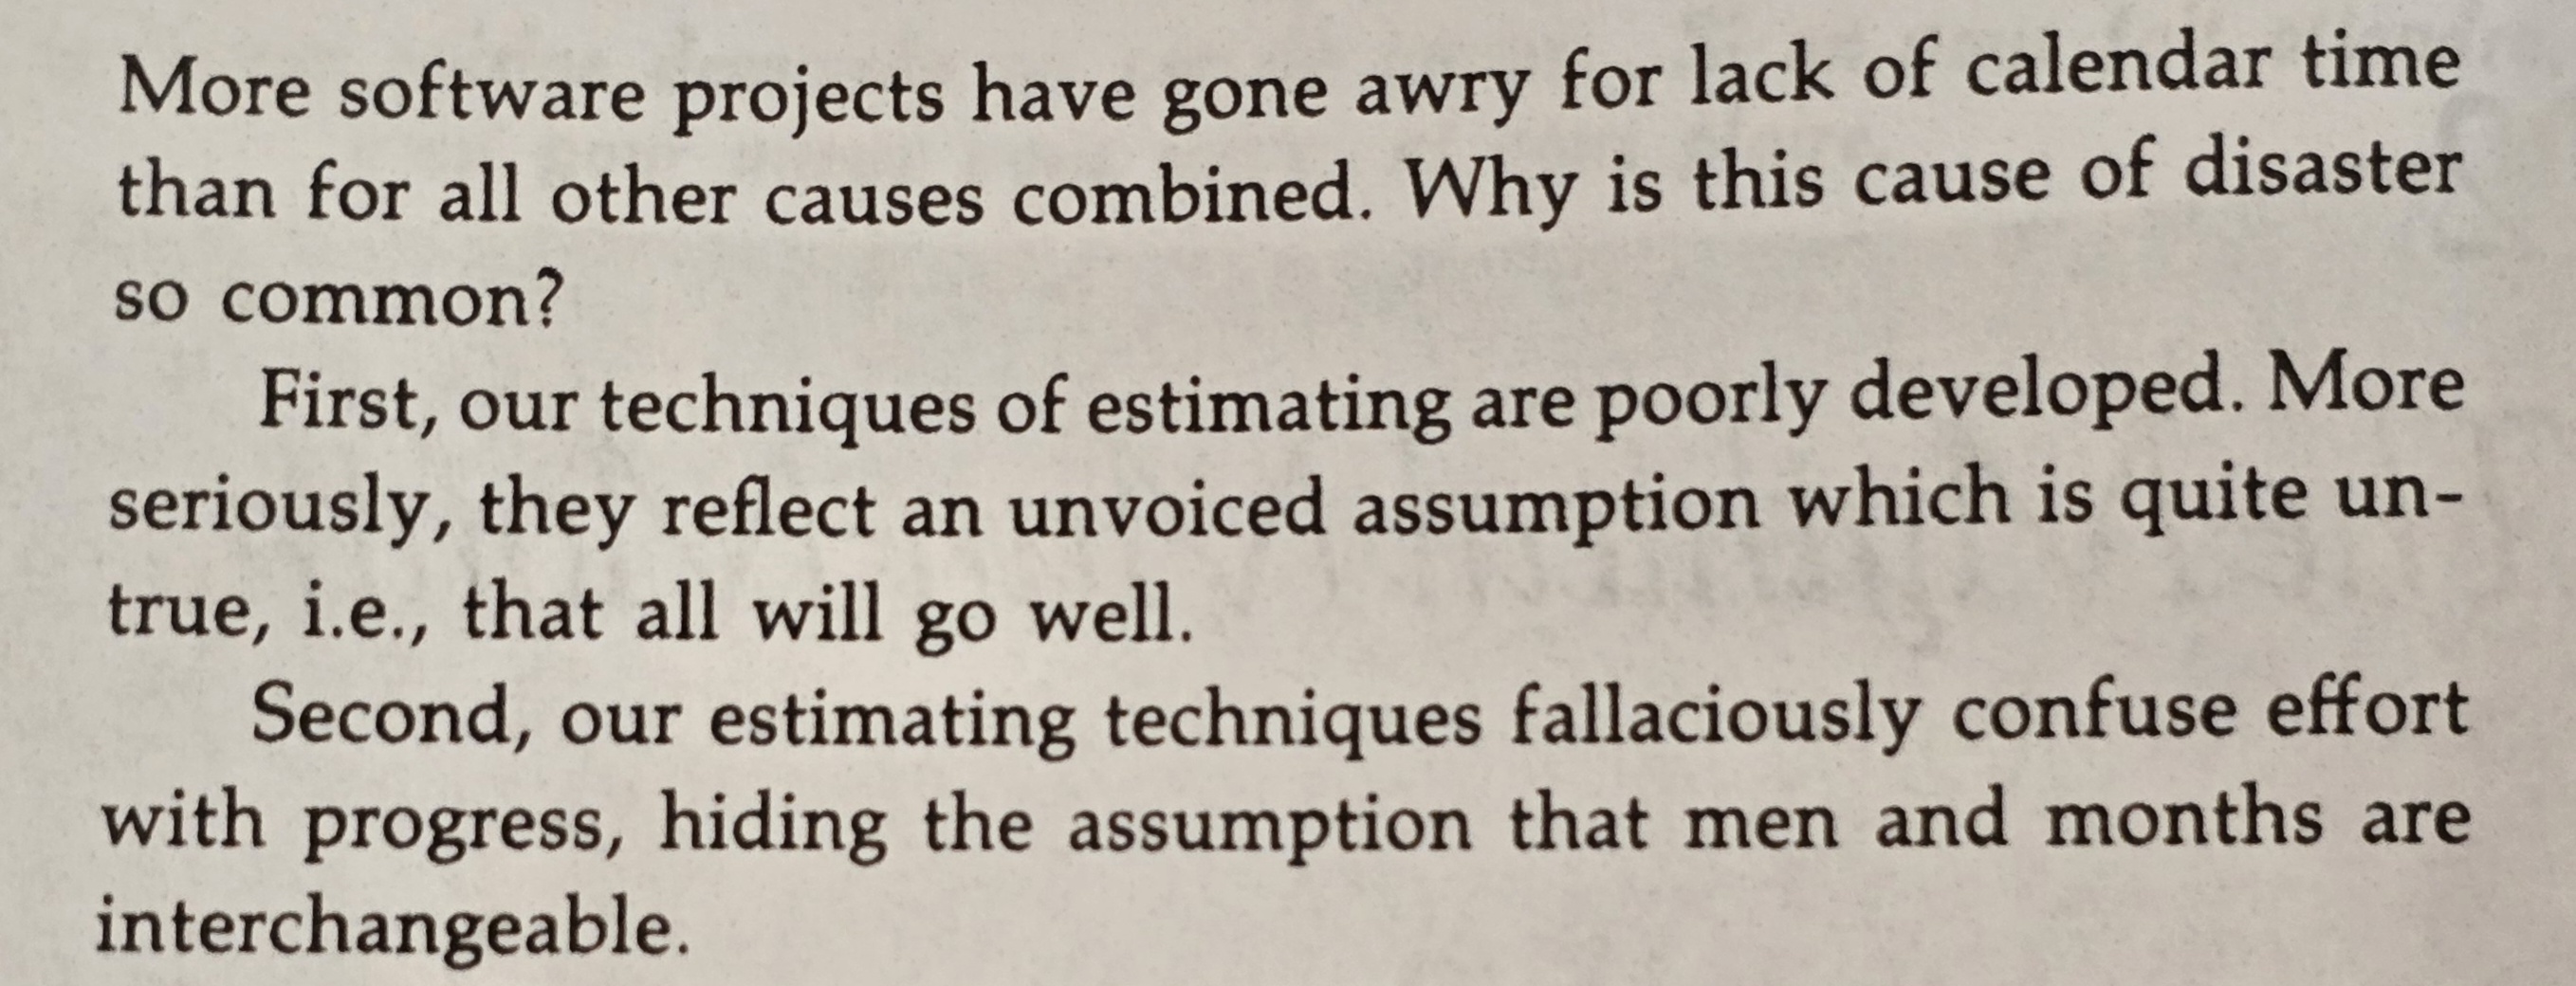 More software projects have gone awry for lack of calendar time
than for all other causes combined. Why is this cause of disaster
so common?
First, our techniques of estimating are poorly developed. More
seriously, they reflect an unvoiced assumption which is quite un-
true, i.e., that all will go well.
Second, our estimating techniques fallaciously confuse effort
with progress, hiding the assumption that men and months are
interchangeable.